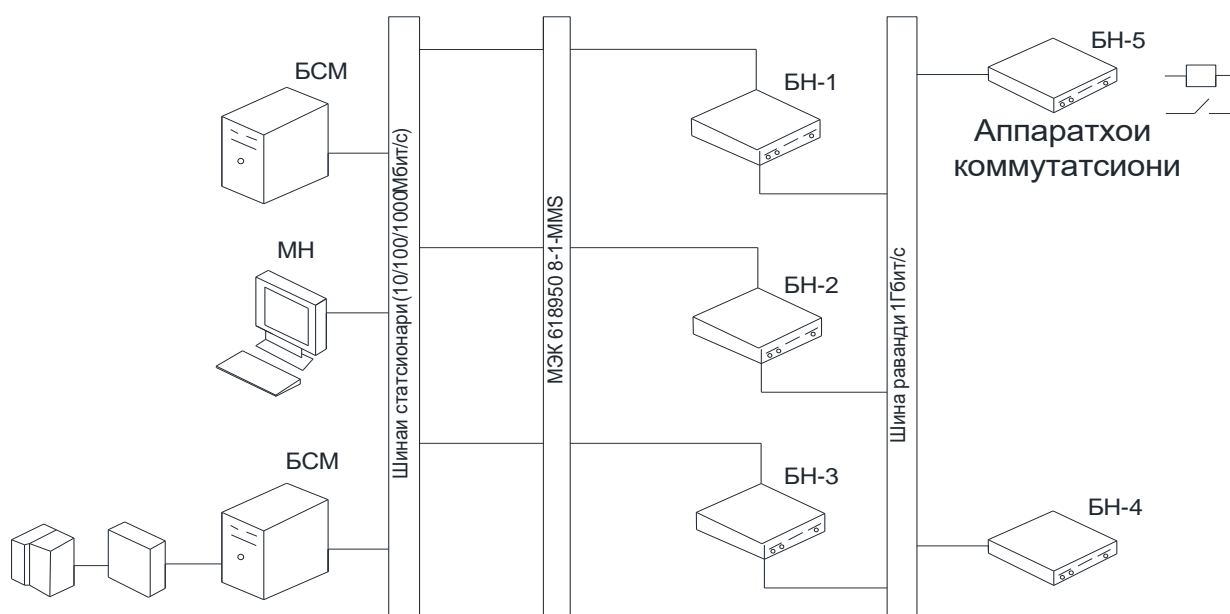 БСМ
МН
БСМ
Шинаи статсионари (10/100/1000Мбит/с)
МЭК 618950 8-1-MMS
БН-1
БН-2
БН-3
Шина раванди 1Гбит/с
БН-5
Аппаратхои
коммутатсиони
БН-4